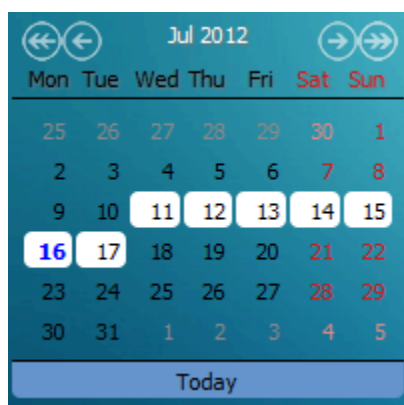 Jul 2012
Mon Tue Wed Thu Fri Sat Sun
25 26 27 28 29 30 1
2 3 4 5 6 7 8
9 10 11 12 13 14 15
16 17 18 19 20 21 22
23 24 25 26 27 28 29
30 31 1 2 3 4 5
Today